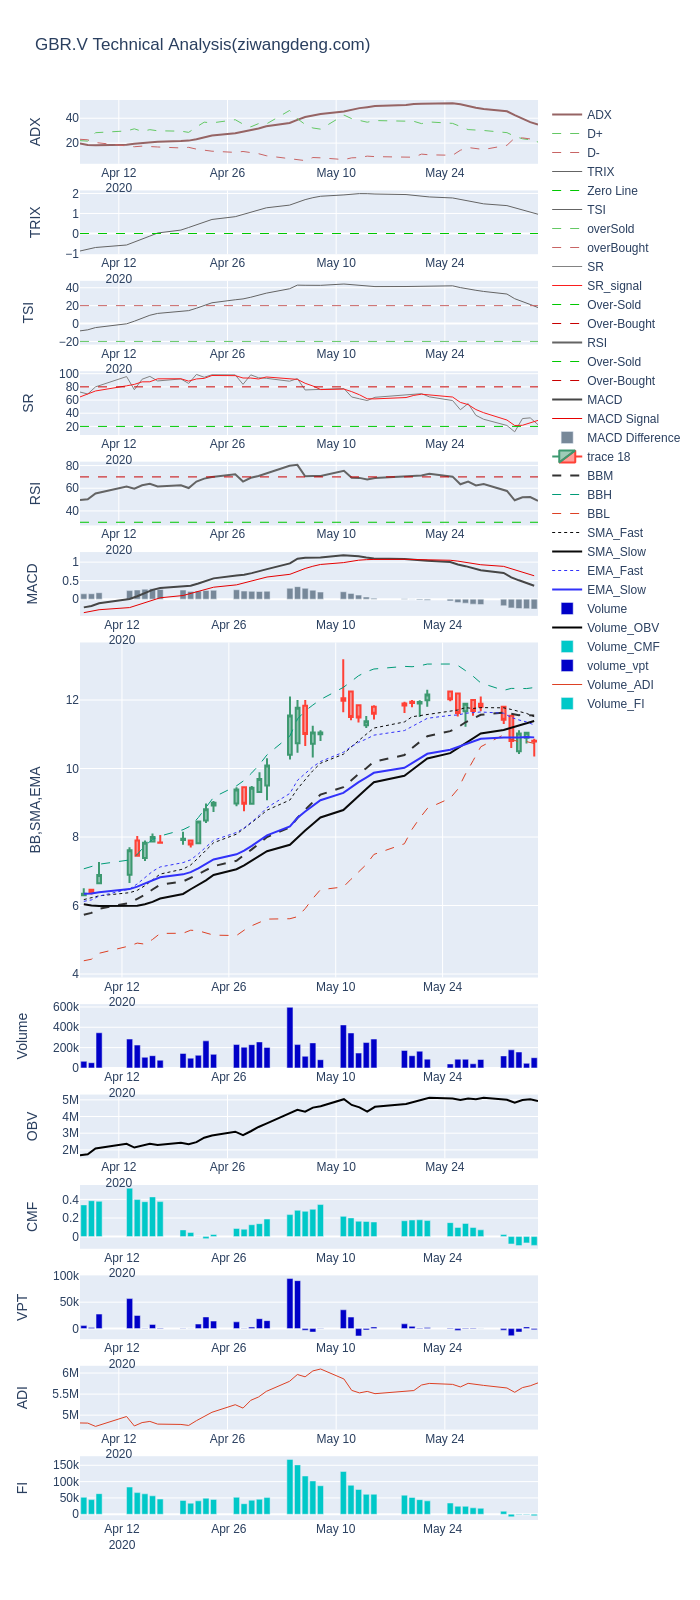 GBR.V Technical Analysis(ziwangdeng.com)
ADX
40
20
Apr 12
2020
Apr 26
May 10
May 24
TRIX
2
1
0
−1
Apr 12
2020
Apr 26
May 10
May 24
TSI
40
20
0
−20
Apr 12
2020
Apr 26
May 10
May 24
SR
100
80
60
40
20
Apr 12
2020
Apr 26
May 10
May 24
RSI
80
60
40
Apr 12
2020
Apr 26
May 10
May 24
MACD
1
0.5
0
Apr 12
2020
Apr 26
May 10
May 24
BB,SMA,EMA
12
10
8
6
4
Apr 12
2020
Apr 26
May 10
May 24
Volume
600k
400k
200k
0
Apr 12
2020
Apr 26
May 10
May 24
OBV
5M
4M
3M
2M
Apr 12
2020
Apr 26
May 10
May 24
CMF
0.4
0.2
0
Apr 12
2020
Apr 26
May 10
May 24
VPT
100k
50k
0
Apr 12
2020
Apr 26
May 10
May 24
ADI
6M
5.5M
5M
Apr 12
2020
Apr 26
May 10
May 24
FI
150k
100k
50k
0
Apr 12
2020
Apr 26
May 10
May 24
ADX
D+
D-
TRIX
Zero Line
TSI
overSold
overBought
SR
SR_signal
Over-Sold
Over-Bought
RSI
Over-Sold
Over-Bought
MACD
MACD Signal
MACD Difference
trace 18
BBM
BBH
BBL
SMA_Fast
SMA_Slow
EMA_Fast
EMA_Slow
Volume
Volume_OBV
Volume_CMF
volume_vpt
Volume_ADI
Volume_FI